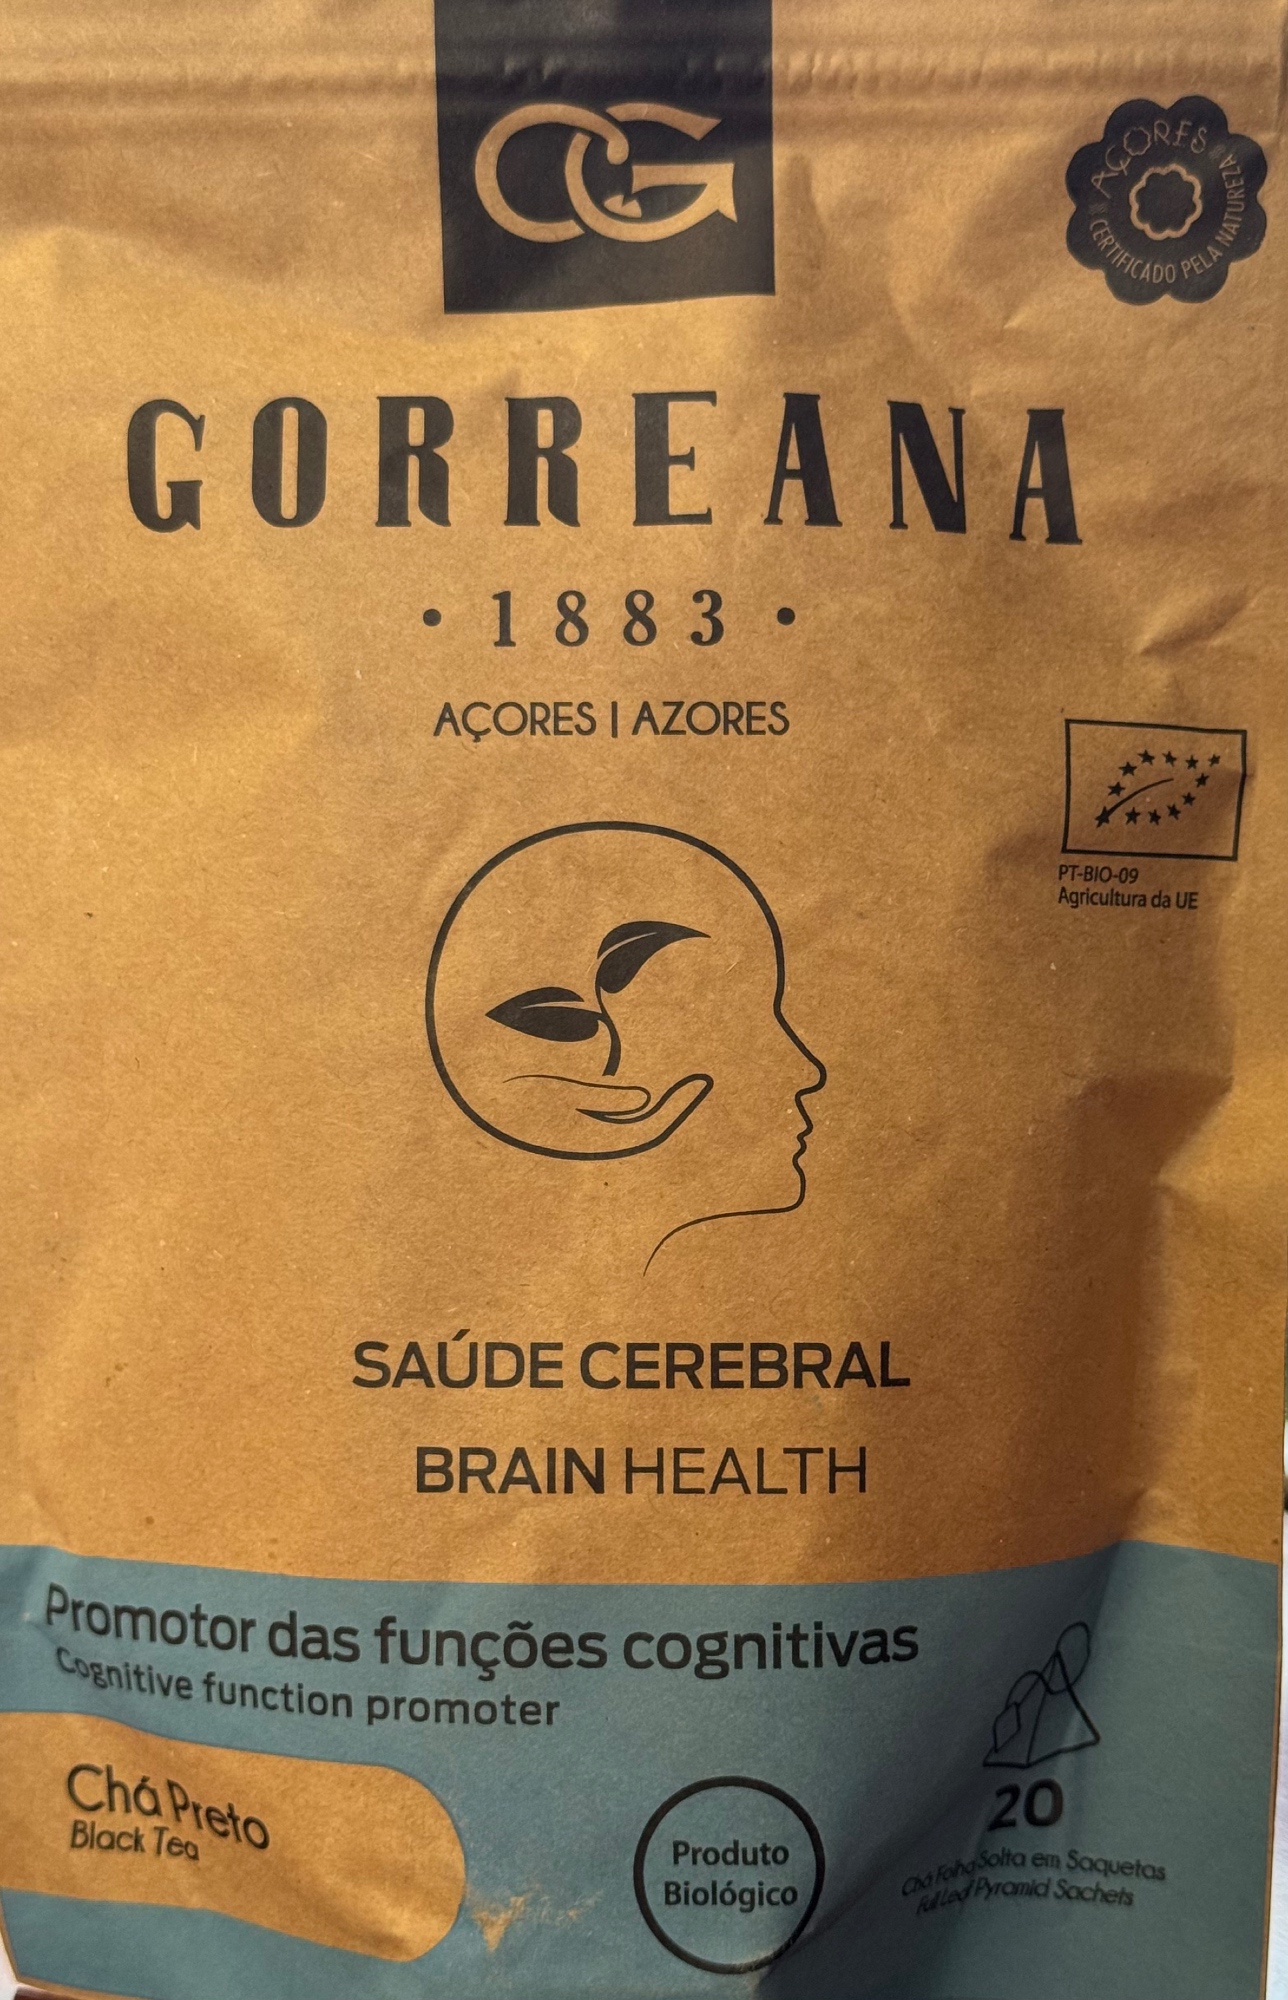 CG
AÇORES
CERTIFICADO PELA NATUREZA
GORREANA
• 1883 •
AÇORES | AZORES
PT-BIO-09
Agricultura da UE
SAÚDE CEREBRAL
BRAIN HEALTH
Promotor das funções cognitivas
Cognitive function promoter
Chá Preto
Black Tea
Produto
Biológico
20
Chá Folha Solta em Saquetas
Full Leaf Pyramid Sachets